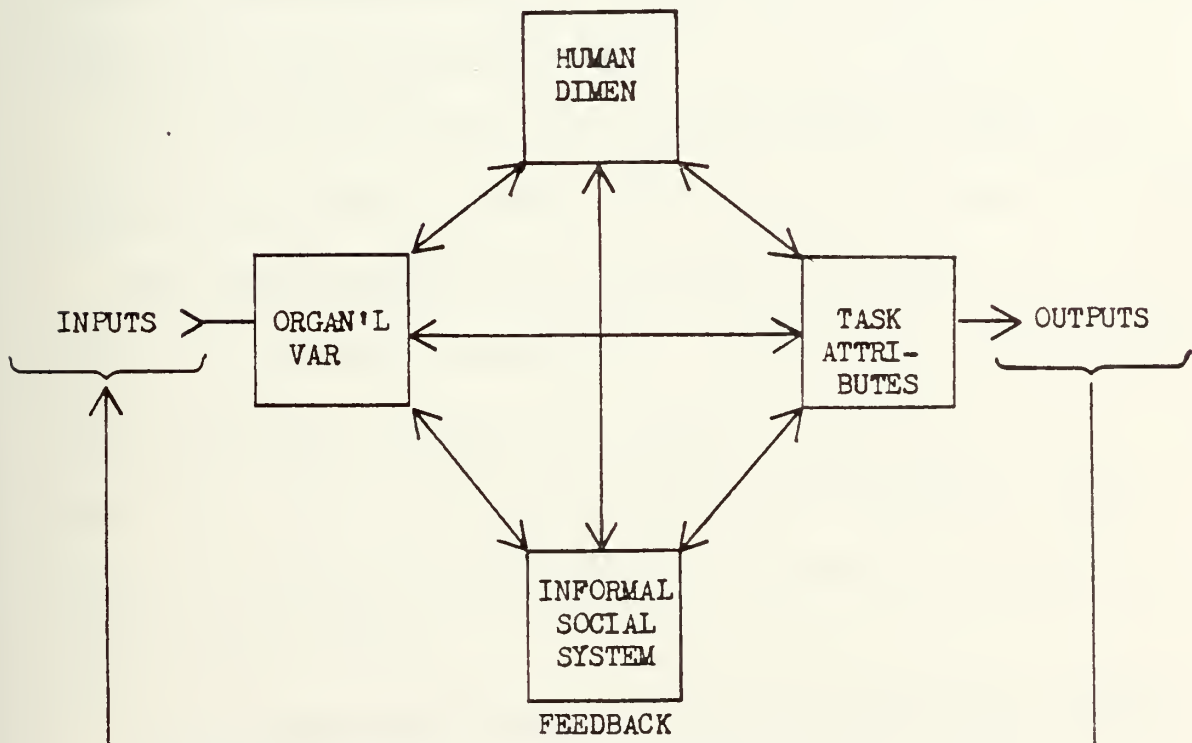 HUMAN
DIMEN
INPUTS
ORGAN'L
VAR
TASK
ATTRI-
BUTES
OUTPUTS
INFORMAL
SOCIAL
SYSTEM
FEEDBACK